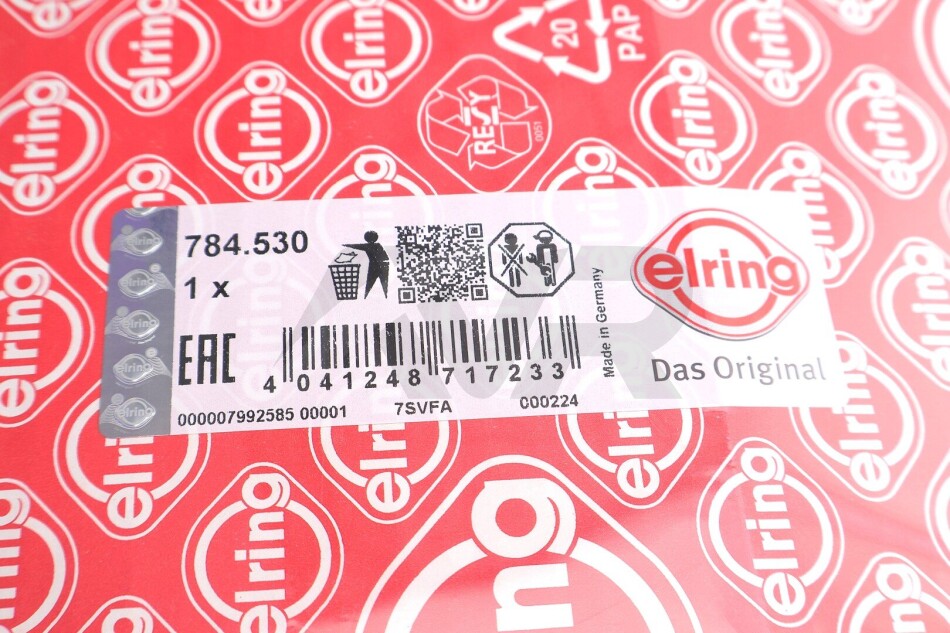 20
PAP
RESY
0051
784.530
1 x
EAC
4 041248 717233
000007992585 00001 7SVFA 000224
Made in Germany
elring
Das Original